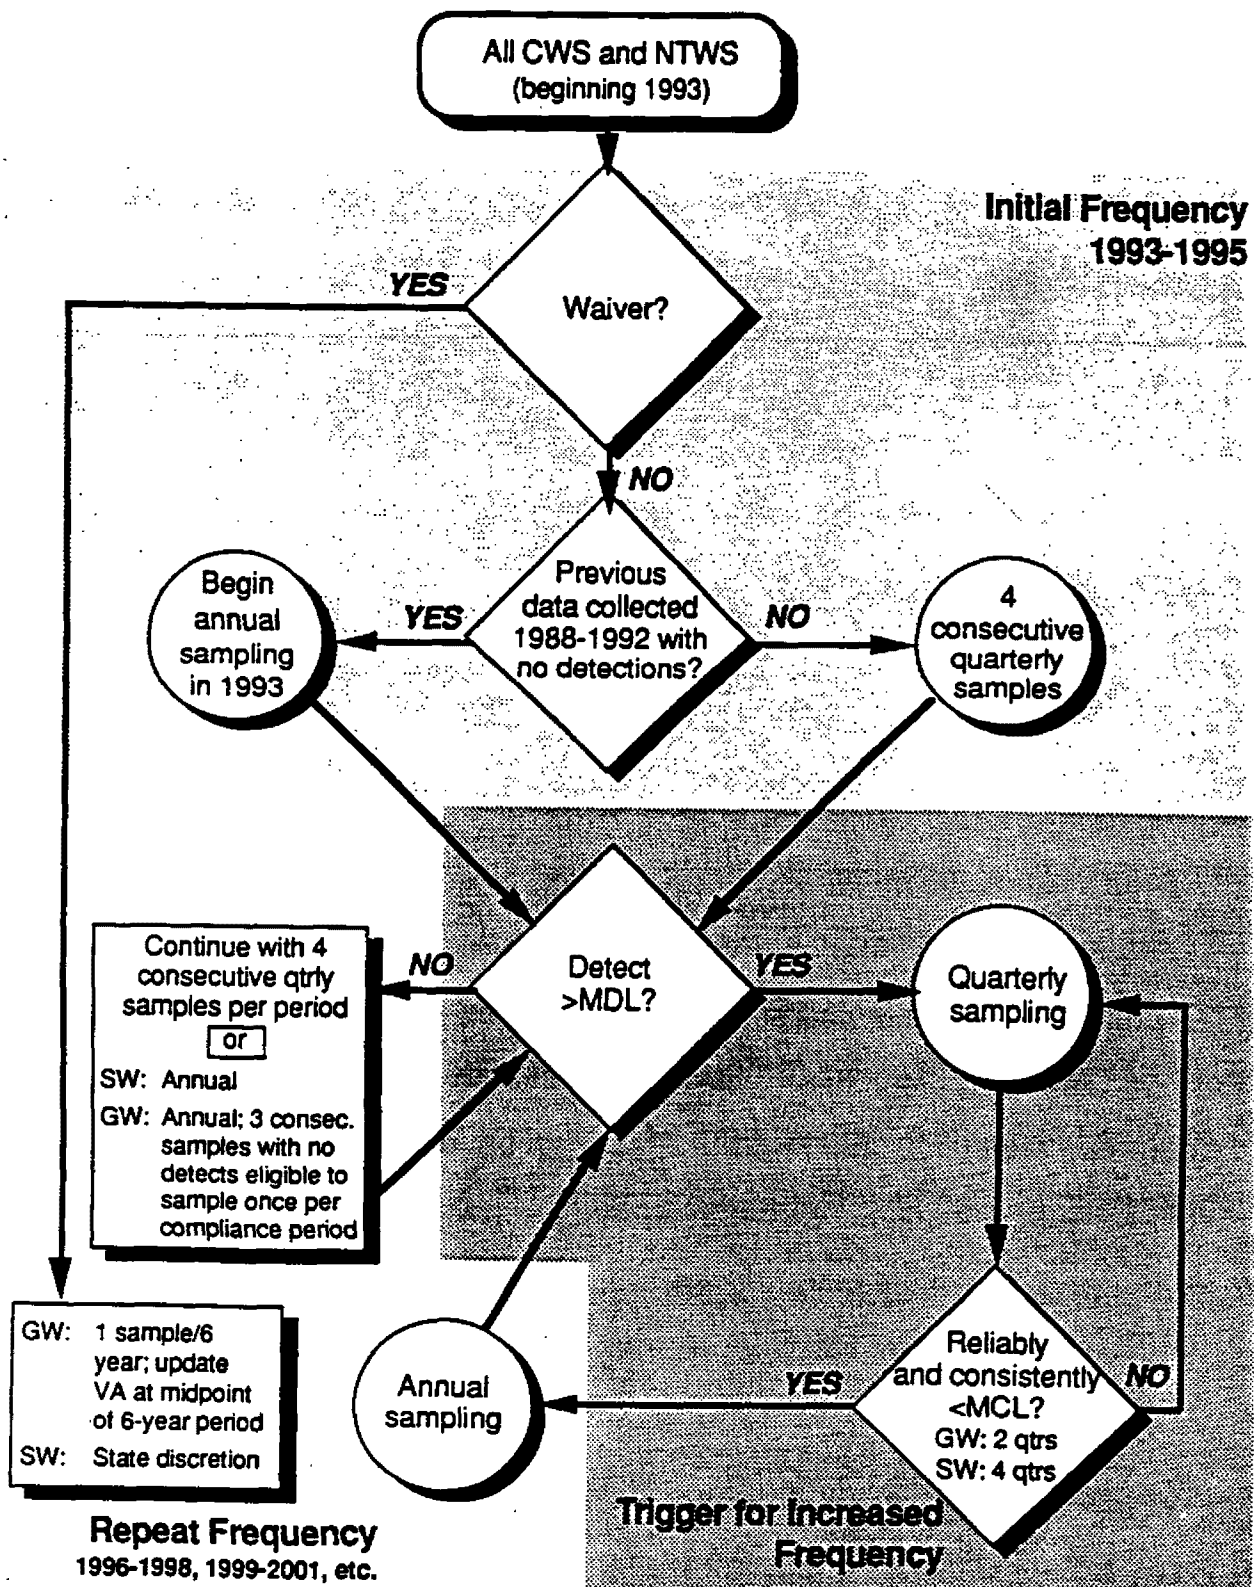 All CWS and NTWS
(beginning 1993)
Initial Frequency
1993-1995
YES
Waiver?
NO
Begin
annual
sampling
in 1993
YES
Previous
data collected
1988-1992 with
no detections?
NO
4
consecutive
quarterly
samples
Continue with 4
consecutive qtrly
samples per period
or
SW: Annual
GW: Annual; 3 consec.
samples with no
detects eligible to
sample once per
compliance period
NO
Detect
>MDL?
YES
Quarterly
sampling
GW: 1 sample/6
year; update
VA at midpoint
of 6-year period
SW: State discretion
Annual
sampling
YES
Reliably
and consistently
<MCL?
GW: 2 qtrs
SW: 4 qtrs
NO
Trigger for Increased
Frequency
Repeat Frequency
1996-1998, 1999-2001, etc.